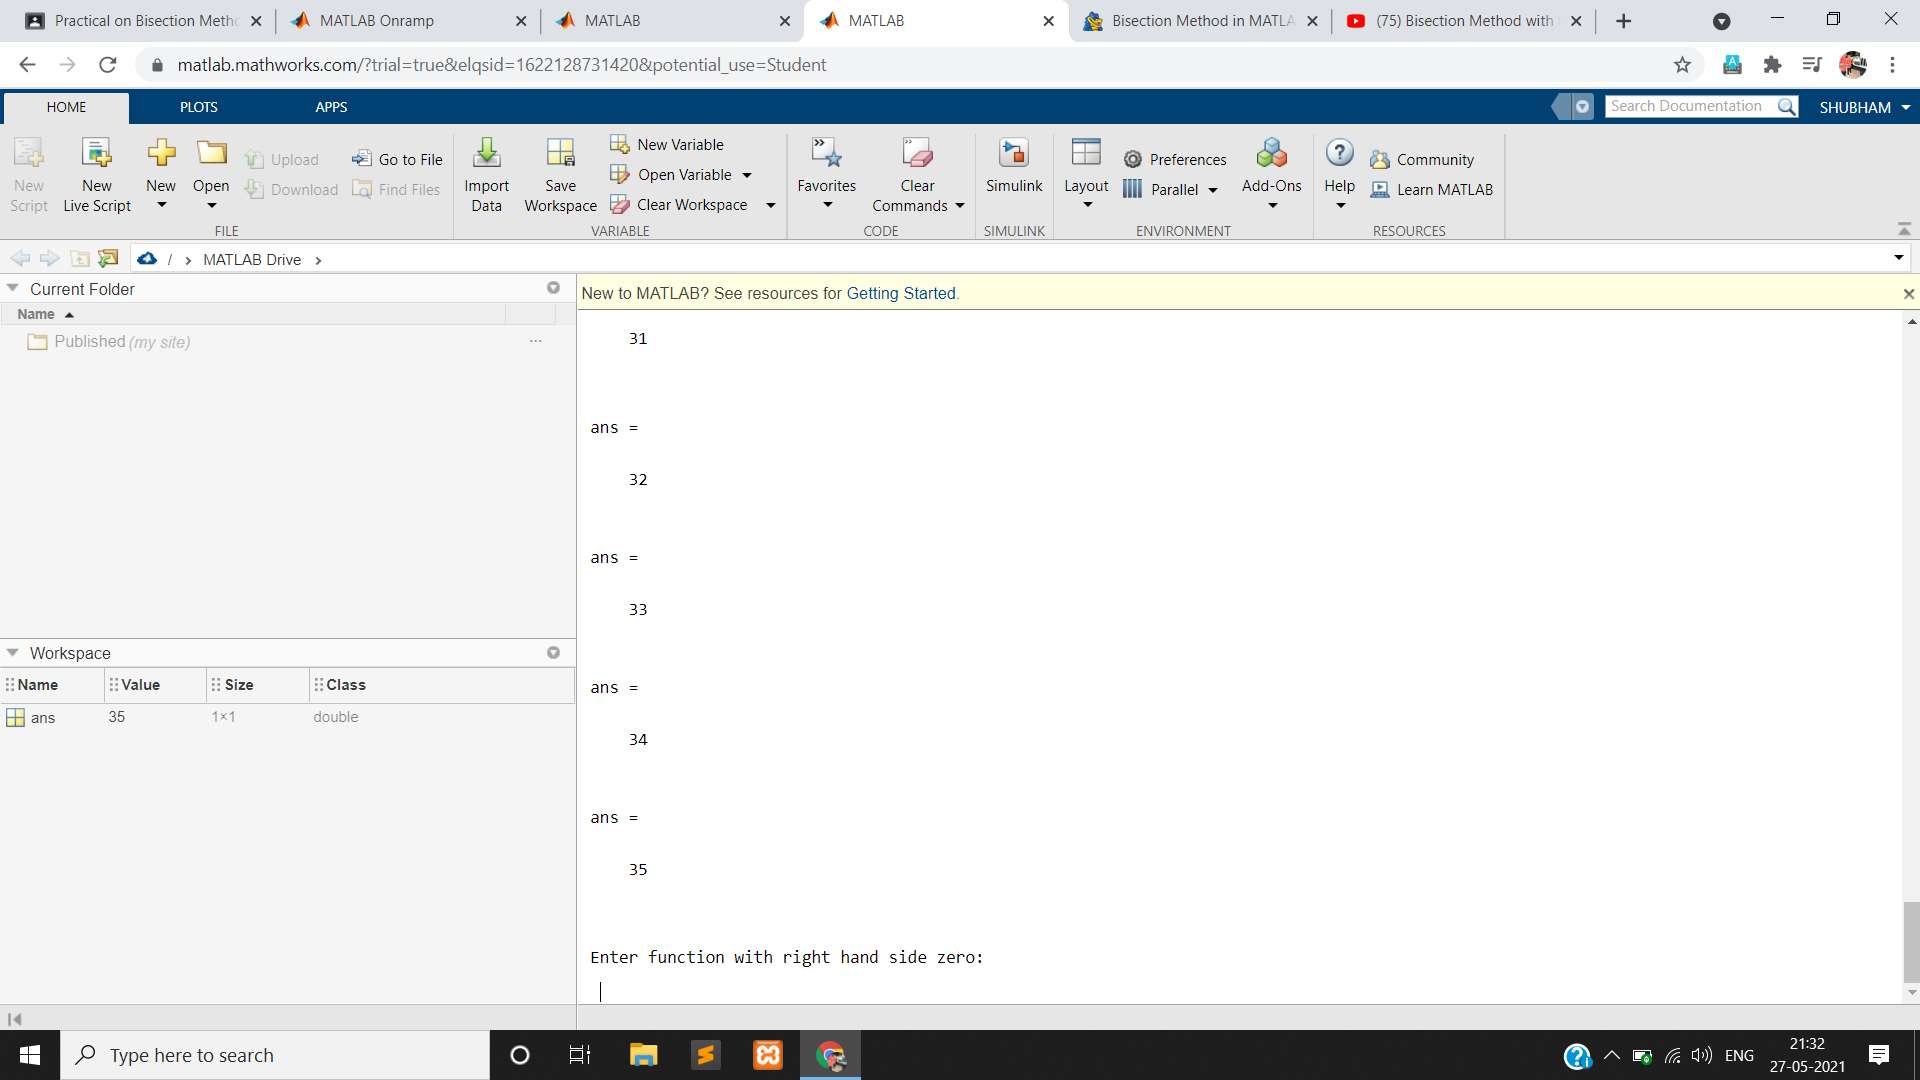 Practical on Bisection Metho
MATLAB Onramp
MATLAB
MATLAB
Bisection Method in MATLA
(75) Bisection Method with
matlab.mathworks.com/?trial=true&elqsid=1622128731420&potential_use=Student
HOME
PLOTS
APPS
Search Documentation
SHUBHAM
New Script
New Live Script
New
Open
Upload
Download
Go to File
Find Files
FILE
Import Data
Save Workspace
New Variable
Open Variable
Clear Workspace
VARIABLE
Favorites
Clear Commands
CODE
Simulink
SIMULINK
Layout
Preferences
Parallel
Add-Ons
ENVIRONMENT
Help
Community
Learn MATLAB
RESOURCES
/ › MATLAB Drive ›
Current Folder
Name
Published (my site)
Workspace
Name Value Size Class
ans 35 1×1 double
New to MATLAB? See resources for Getting Started.
31
ans =
32
ans =
33
ans =
34
ans =
35
Enter function with right hand side zero:
Type here to search
ENG
21:32
27-05-2021